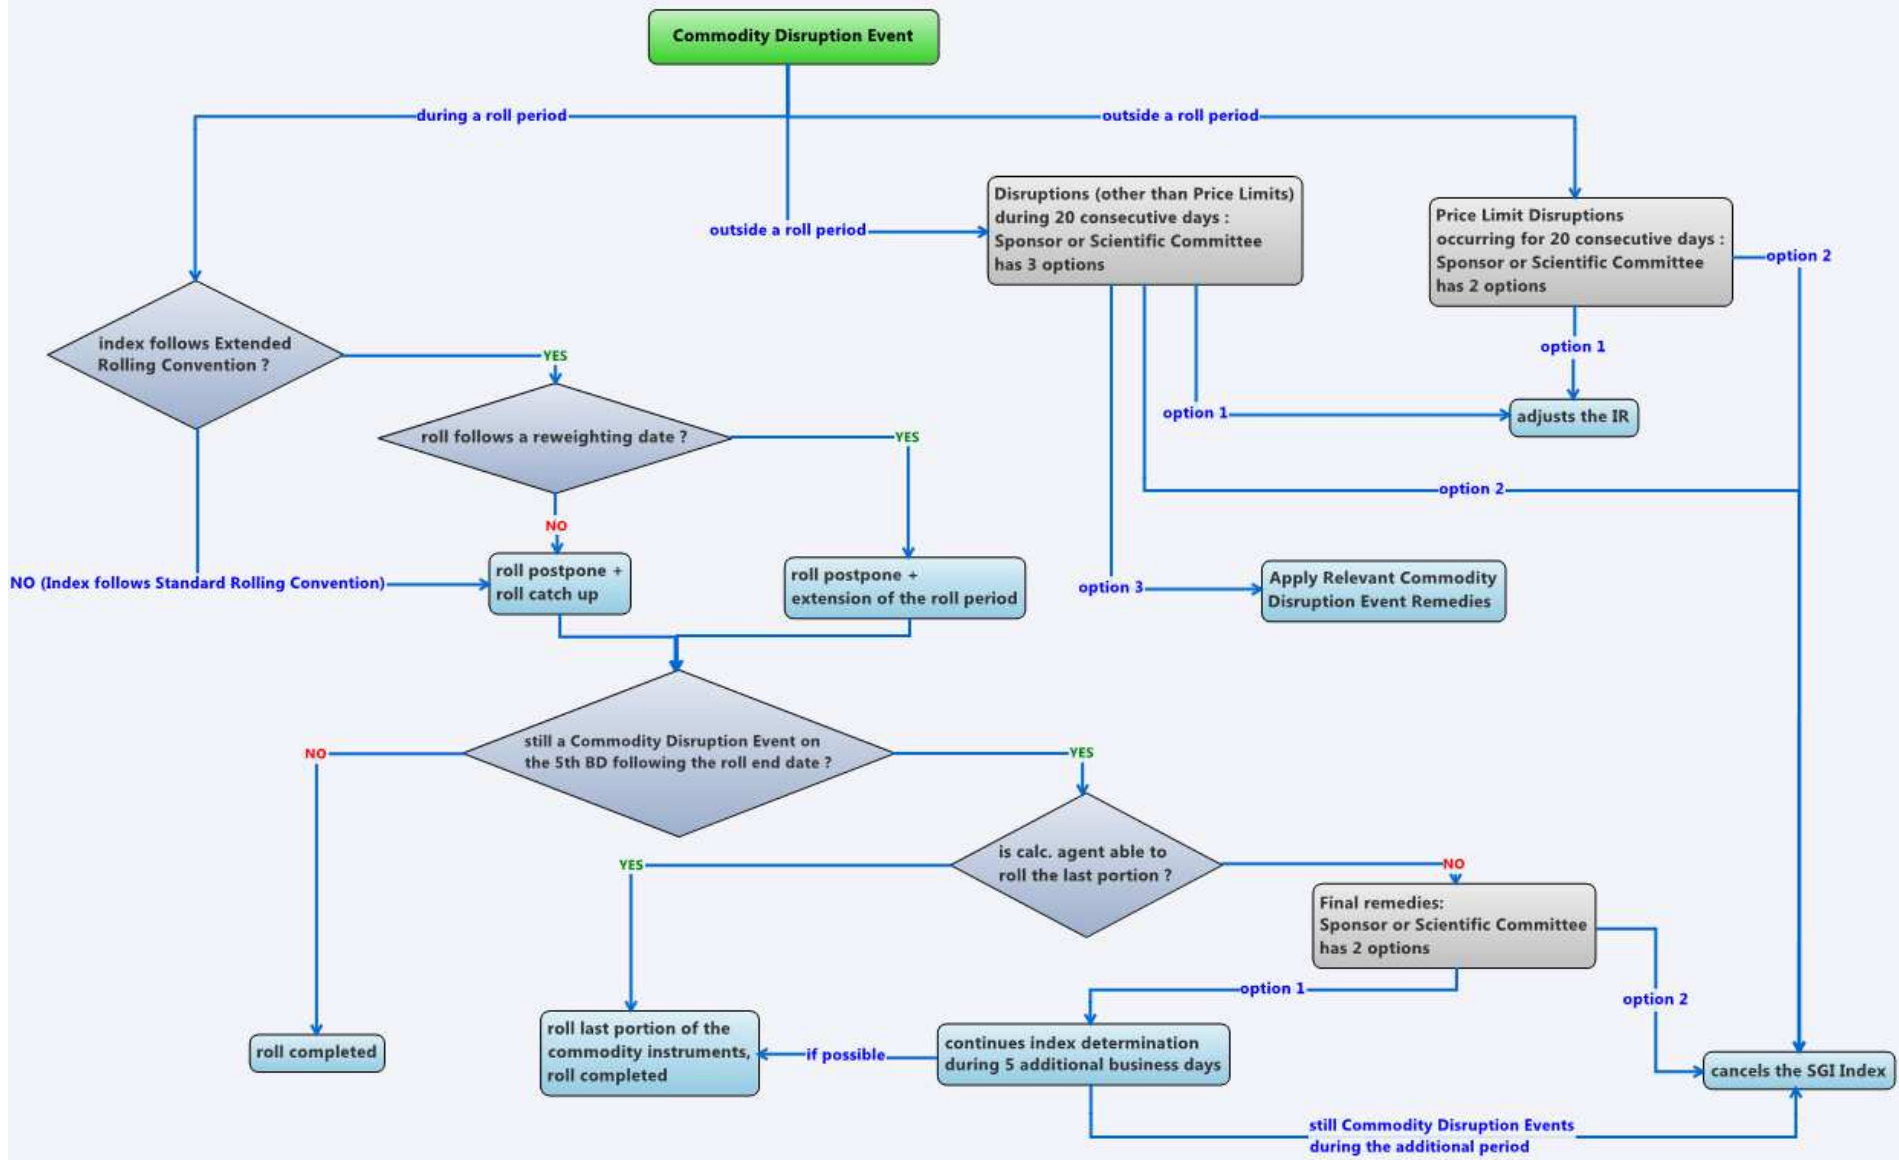 Commodity Disruption Event
during a roll period
outside a roll period
outside a roll period
Disruptions (other than Price Limits)
during 20 consecutive days :
Sponsor or Scientific Committee
has 3 options
Price Limit Disruptions
occurring for 20 consecutive days :
Sponsor or Scientific Committee
has 2 options
option 2
option 1
index follows Extended
Rolling Convention ?
YES
roll follows a reweighting date ?
YES
option 1
adjusts the IR
option 2
NO
NO (Index follows Standard Rolling Convention)
roll postpone +
roll catch up
roll postpone +
extension of the roll period
option 3
Apply Relevant Commodity
Disruption Event Remedies
still a Commodity Disruption Event on
the 5th BD following the roll end date ?
NO
YES
is calc. agent able to
roll the last portion ?
YES
NO
Final remedies:
Sponsor or Scientific Committee
has 2 options
option 1
option 2
roll completed
roll last portion of the
commodity instruments,
roll completed
if possible
continues index determination
during 5 additional business days
cancels the SGI Index
still Commodity Disruption Events
during the additional period